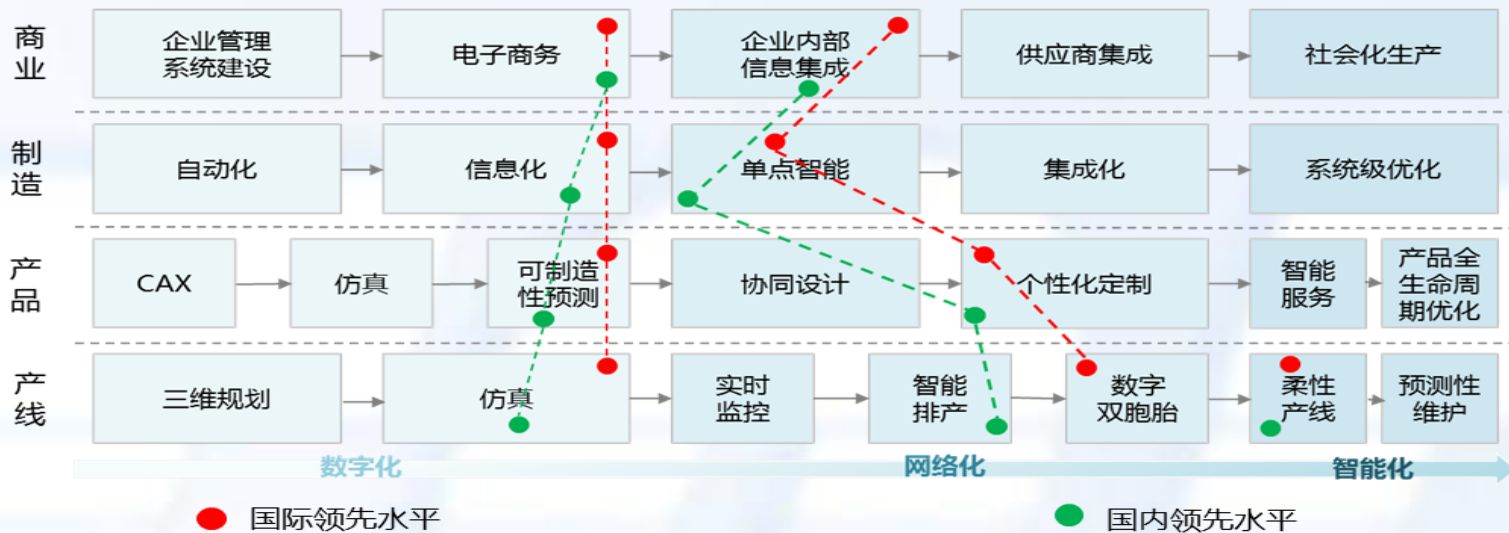 商业
企业管理
系统建设
电子商务
企业内部
信息集成
供应商集成
社会化生产
制造
自动化
信息化
单点智能
集成化
系统级优化
产品
CAX
仿真
可制造
性预测
协同设计
个性化定制
智能
服务
产品全
生命周
期优化
产线
三维规划
仿真
实时
监控
智能
排产
数字
双胞胎
柔性
产线
预测性
维护
数字化
网络化
智能化
国际领先水平
国内领先水平